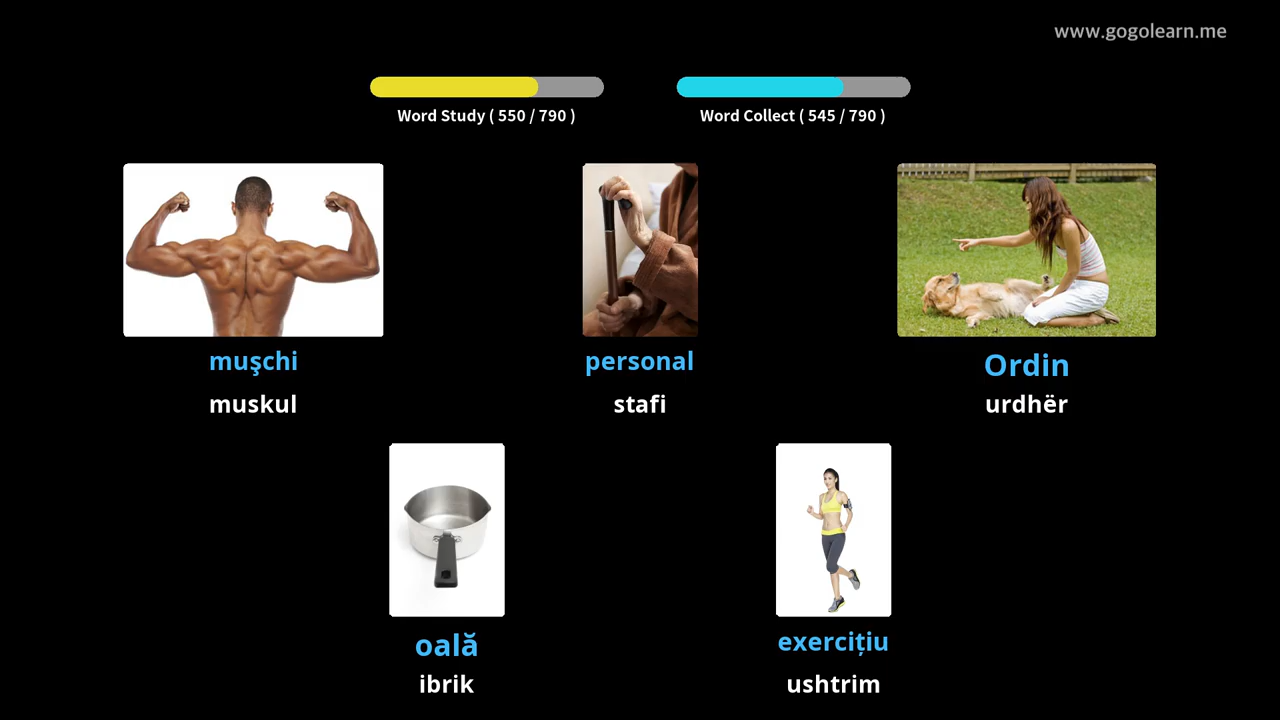 www.gogolearn.me
Word Study ( 550 / 790 )
Word Collect ( 545 / 790 )
muşchi
muskul
personal
stafi
Ordin
urdhër
oală
ibrik
exercițiu
ushtrim